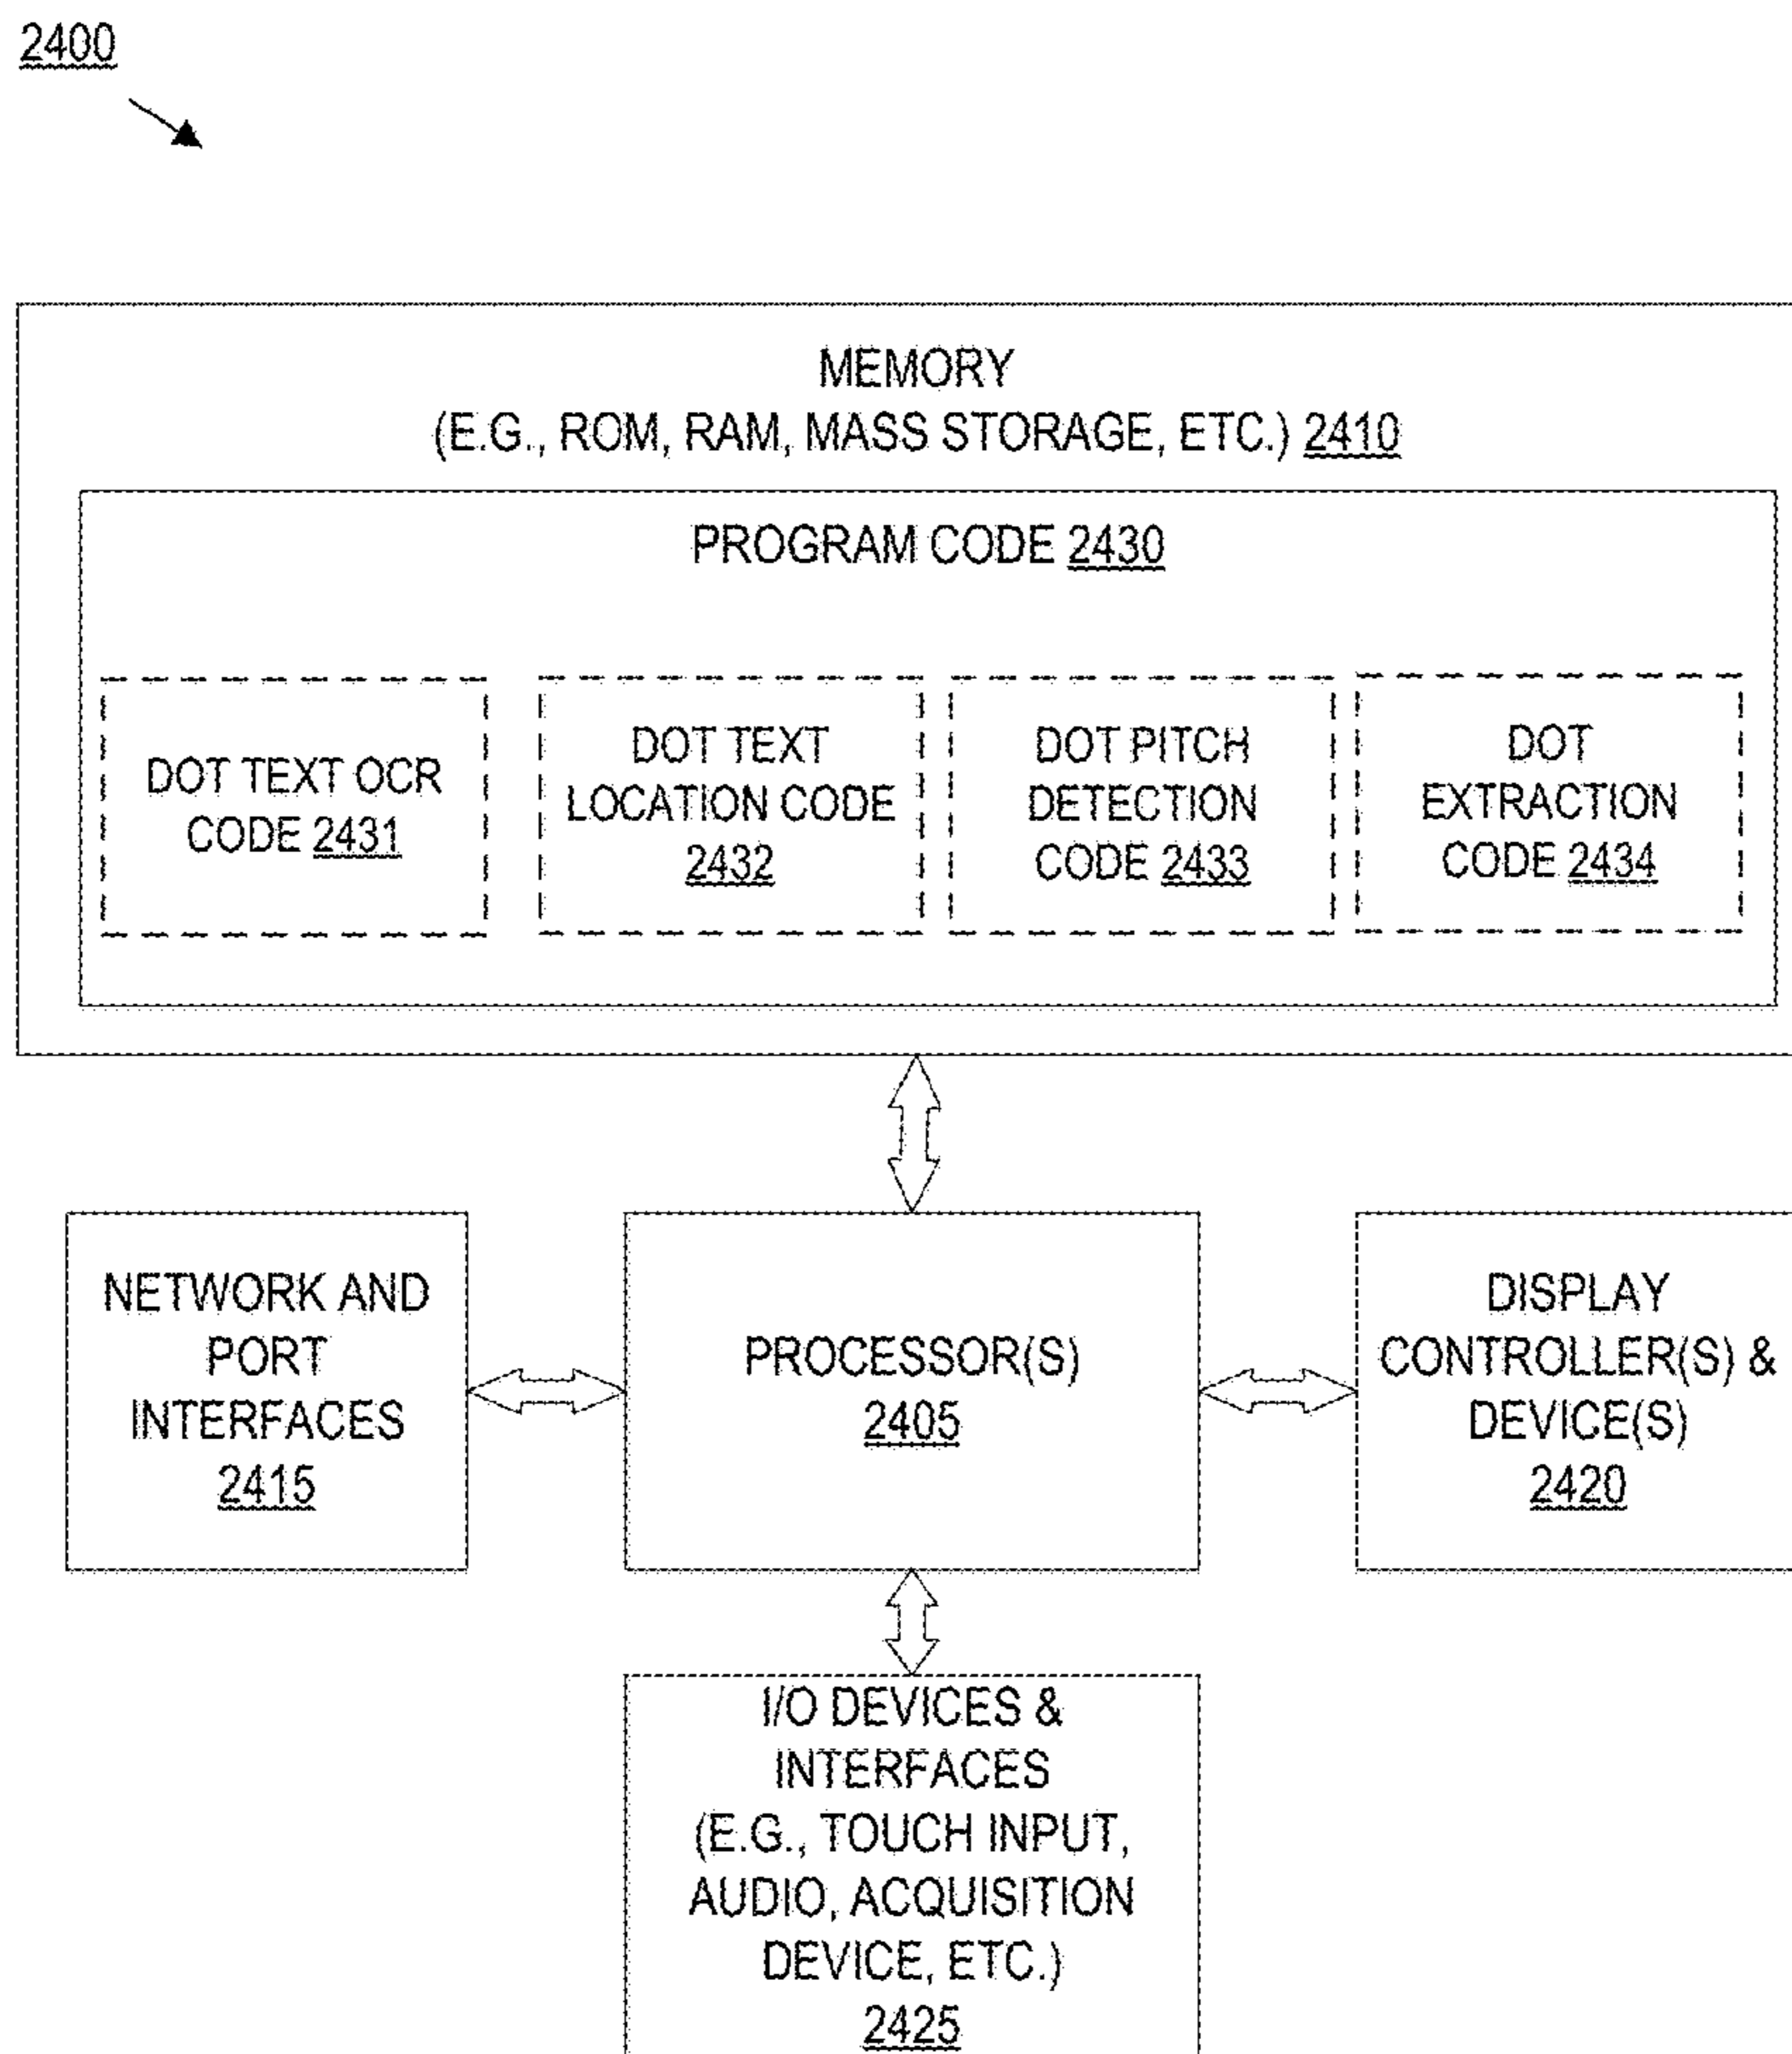 2400
MEMORY
(E.G., ROM, RAM, MASS STORAGE, ETC.) 2410
PROGRAM CODE 2430
DOT TEXT OCR
CODE 2431
DOT TEXT
LOCATION CODE
2432
DOT PITCH
DETECTION
CODE 2433
DOT
EXTRACTION
CODE 2434
NETWORK AND
PORT
INTERFACES
2415
PROCESSOR(S)
2405
DISPLAY
CONTROLLER(S) &
DEVICE(S)
2420
I/O DEVICES &
INTERFACES
(E.G., TOUCH INPUT,
AUDIO, ACQUISITION
DEVICE, ETC.)
2425